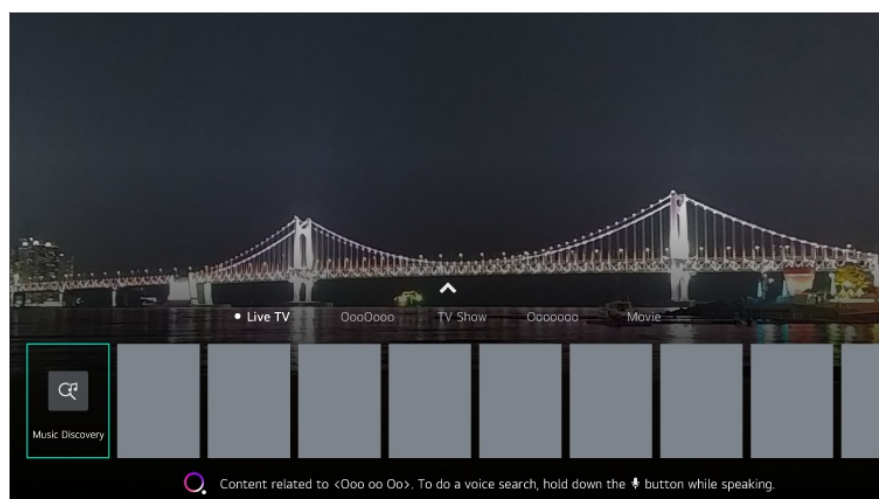 Live TV OooOooo TV Show Ooooooo Movie
Music Discovery
Content related to <Ooo oo Oo>. To do a voice search, hold down the button while speaking.